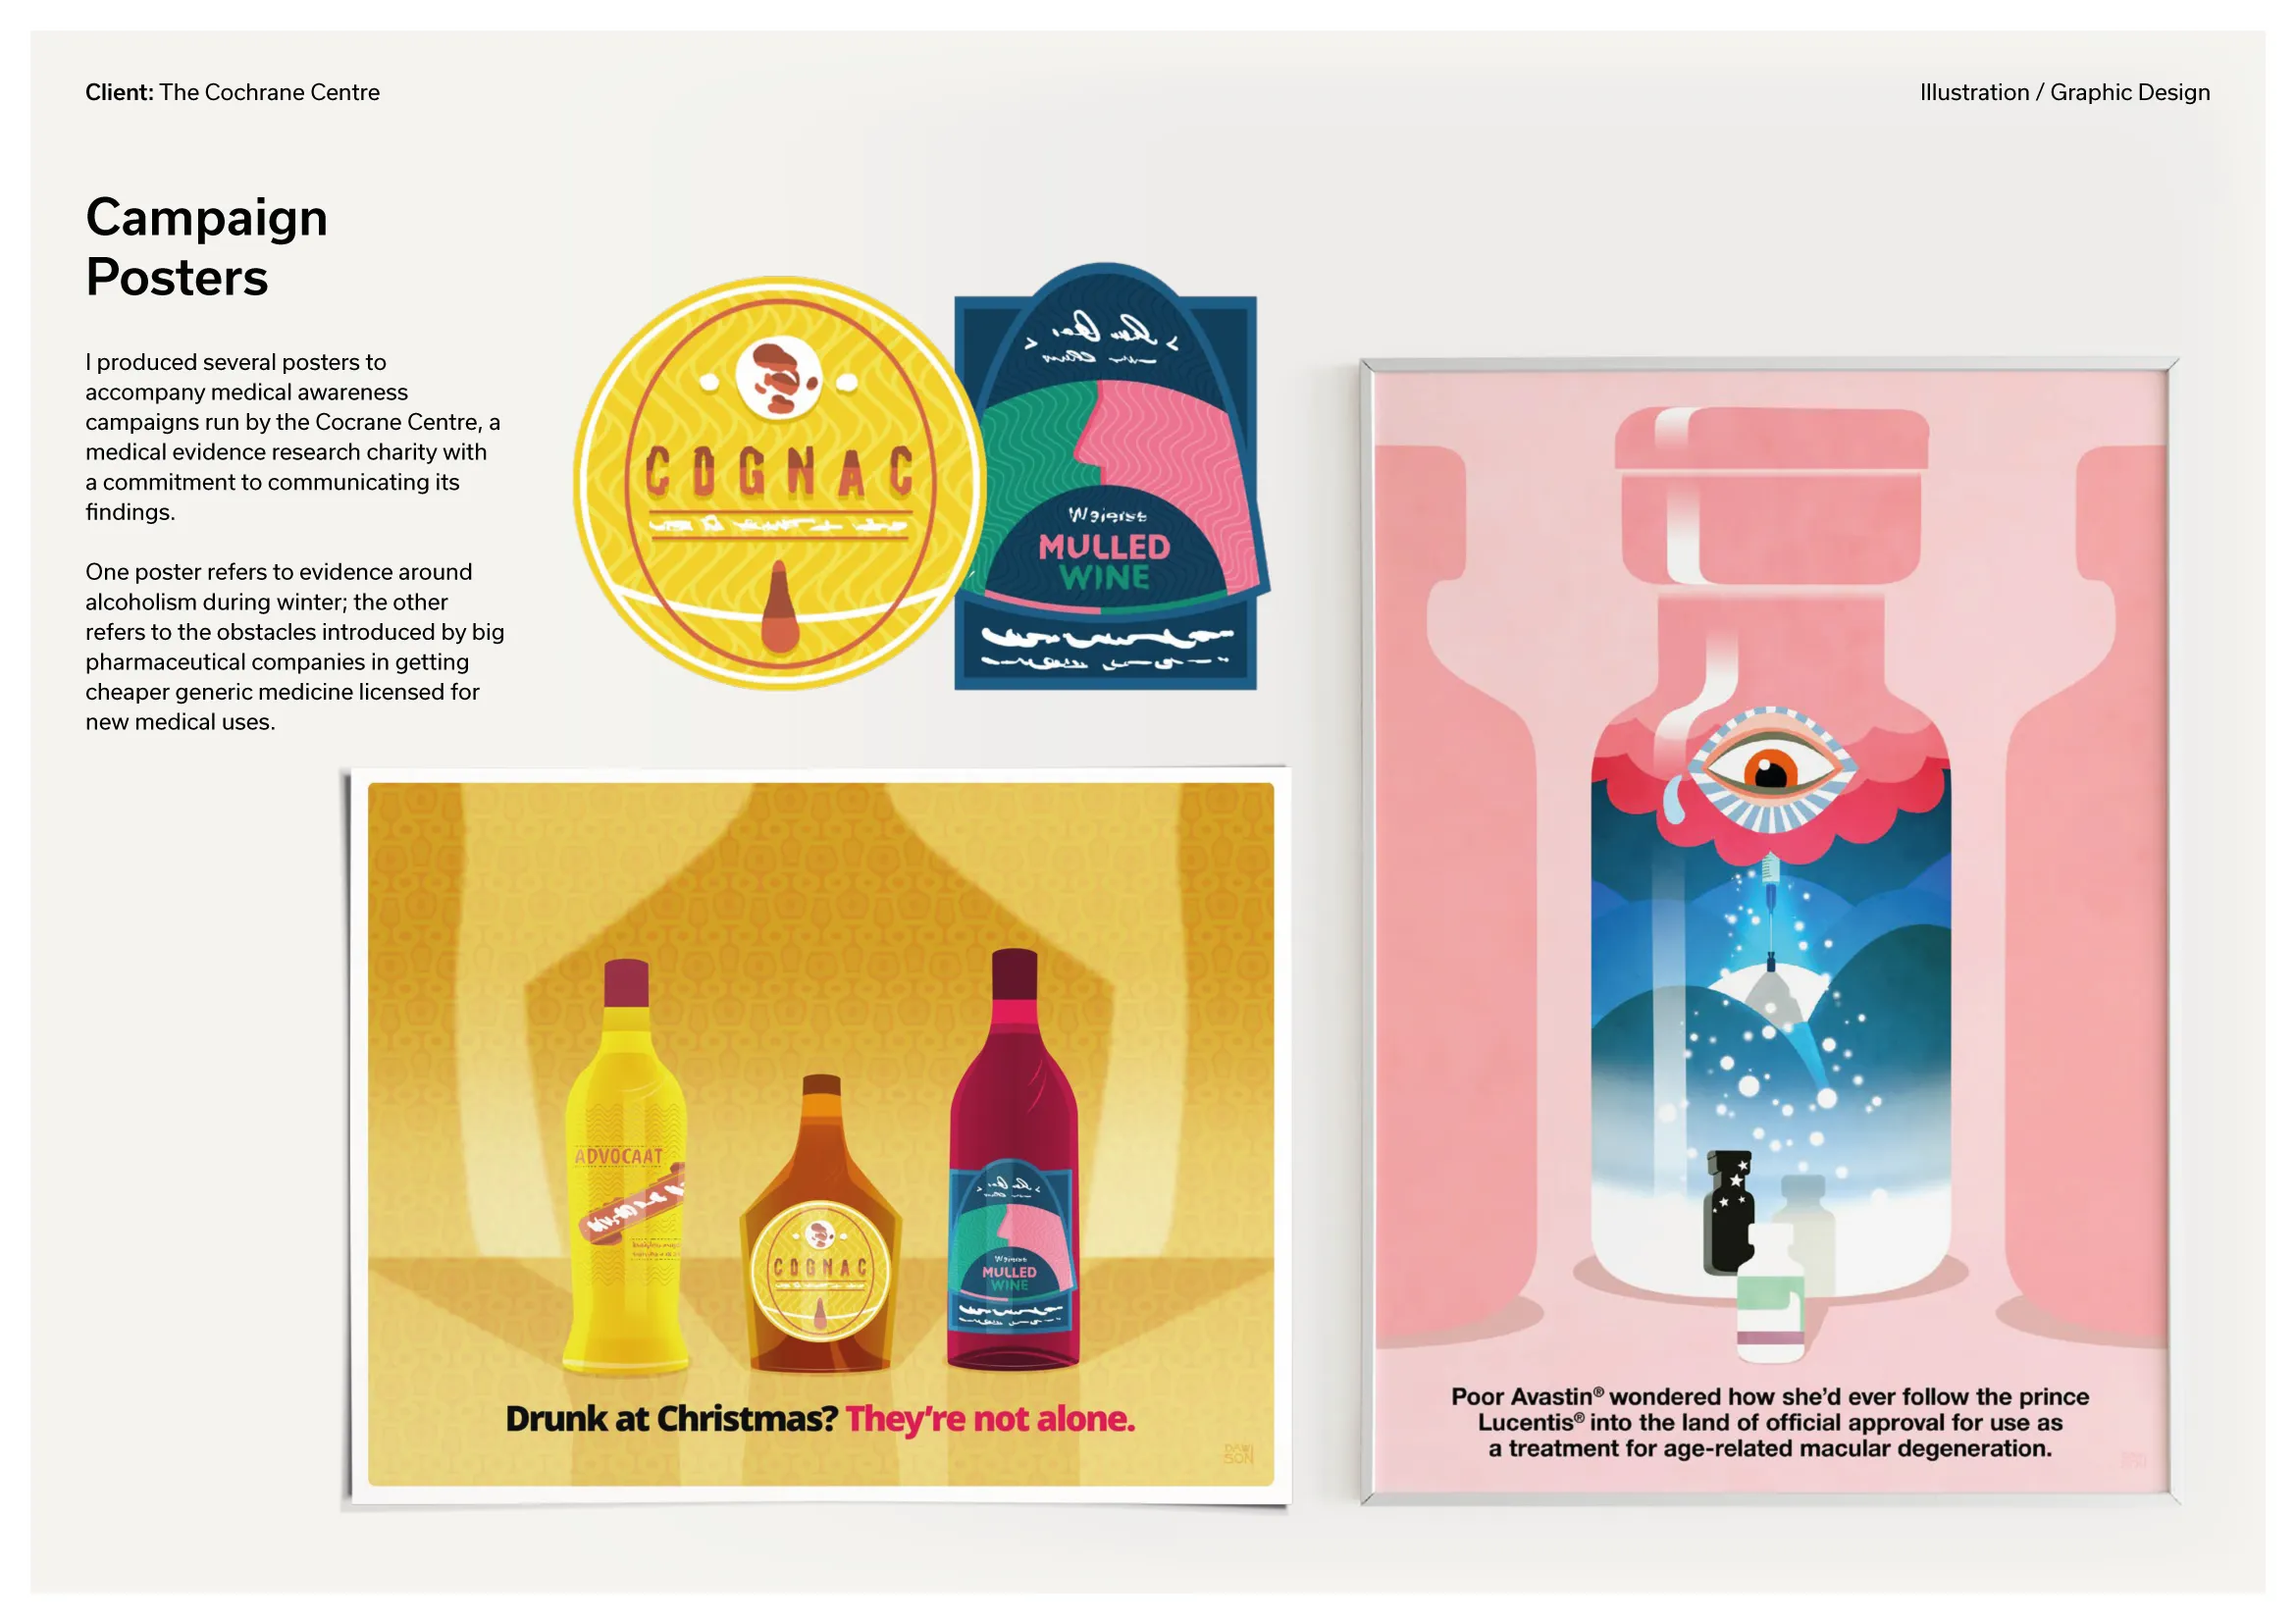 Client: The Cochrane Centre
Illustration / Graphic Design
Campaign
Posters
I produced several posters to
accompany medical awareness
campaigns run by the Cocrane Centre, a
medical evidence research charity with
a commitment to communicating its
findings.
One poster refers to evidence around
alcoholism during winter; the other
refers to the obstacles introduced by big
pharmaceutical companies in getting
cheaper generic medicine licensed for
new medical uses.
COGNAC
MULLED
WINE
ADVOCAAT
COGNAC
MULLED
WINE
Drunk at Christmas? They're not alone.
DAW
SON
Poor Avastin® wondered how she'd ever follow the prince
Lucentis® into the land of official approval for use as
a treatment for age-related macular degeneration.